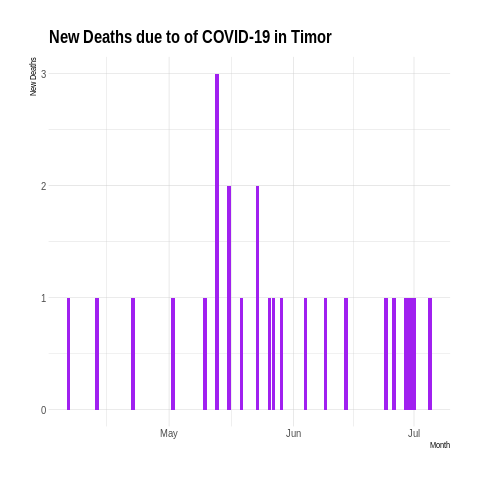 New Deaths due to of COVID-19 in Timor
New Deaths
3
2
1
0
May Jun Jul
Month